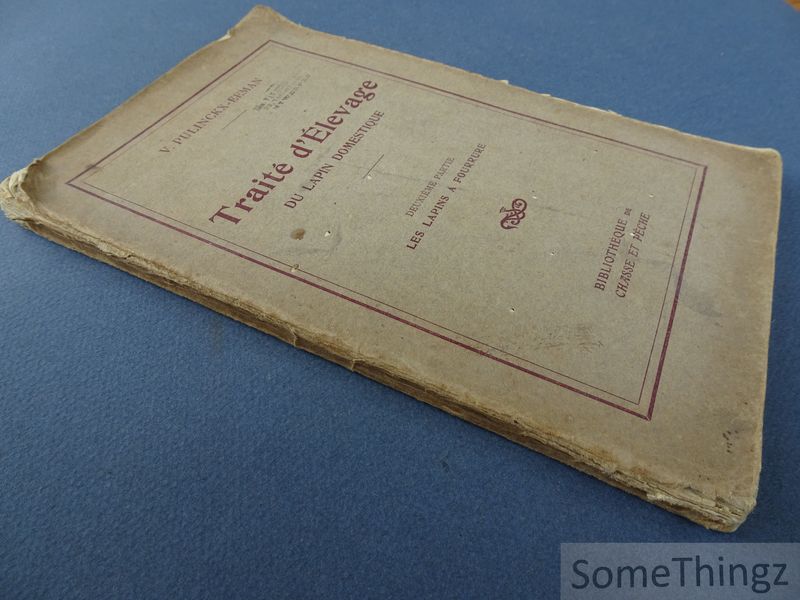 V. PULINCKX-EEMAN
Traité d'Élevage
DU LAPIN DOMESTIQUE
DEUXIÈME PARTIE
LES LAPINS À FOURRURE
BIBLIOTHÈQUE DE
CHASSE ET PÊCHE
SomeThingz